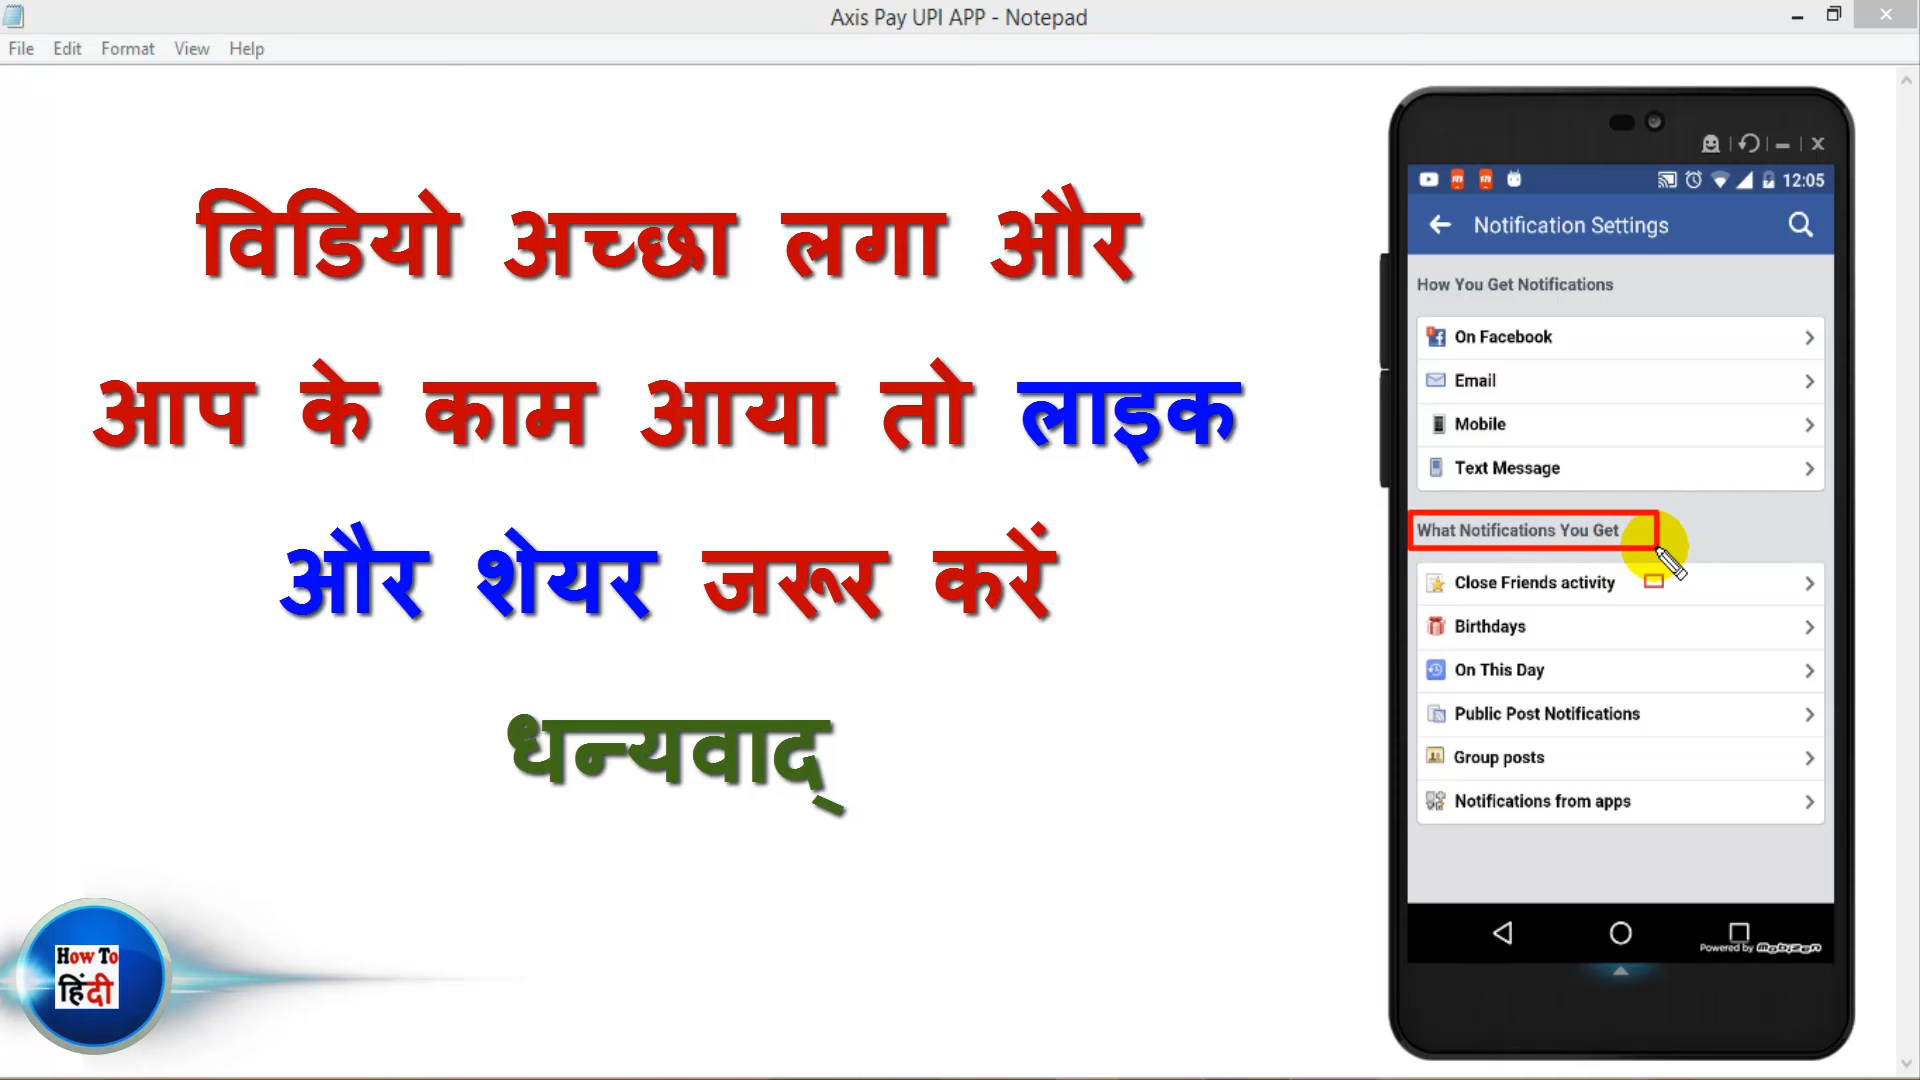 Axis Pay UPI APP - Notepad
File Edit Format View Help
विडियो अच्छा लगा और
आप के काम आया तो लाइक
और शेयर जरूर करें
धन्यवाद्
How To
हिंदी
12:05
Notification Settings
How You Get Notifications
On Facebook
Email
Mobile
Text Message
What Notifications You Get
Close Friends activity
Birthdays
On This Day
Public Post Notifications
Group posts
Notifications from apps
Powered by Mobizen